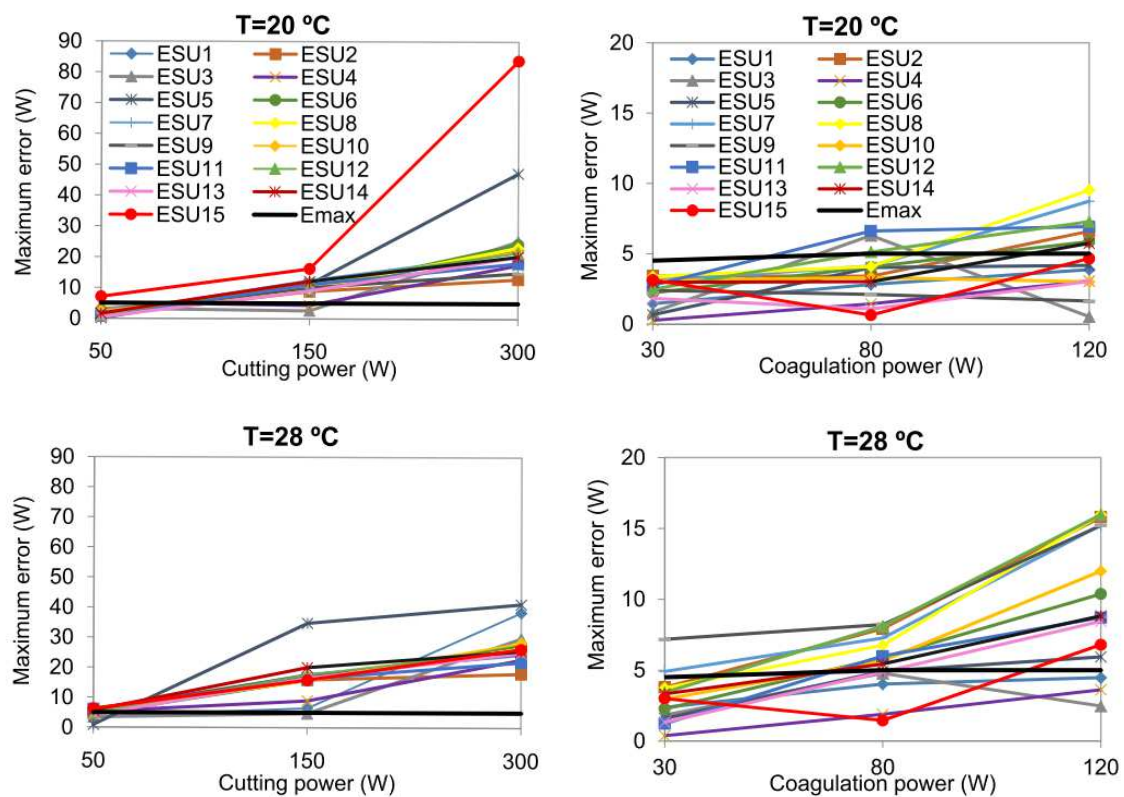 T=20 ºC
90
80
70
60
50
40
30
20
10
0
Maximum error (W)
ESU1 ESU2
ESU3 ESU4
ESU5 ESU6
ESU7 ESU8
ESU9 ESU10
ESU11 ESU12
ESU13 ESU14
ESU15 Emax
50 150 300
Cutting power (W)
T=20 ºC
20
15
10
5
0
Maximum error (W)
ESU1 ESU2
ESU3 ESU4
ESU5 ESU6
ESU7 ESU8
ESU9 ESU10
ESU11 ESU12
ESU13 ESU14
ESU15 Emax
30 80 120
Coagulation power (W)
T=28 ºC
90
80
70
60
50
40
30
20
10
0
Maximum error (W)
50 150 300
Cutting power (W)
T=28 ºC
20
15
10
5
0
Maximum error (W)
30 80 120
Coagulation power (W)